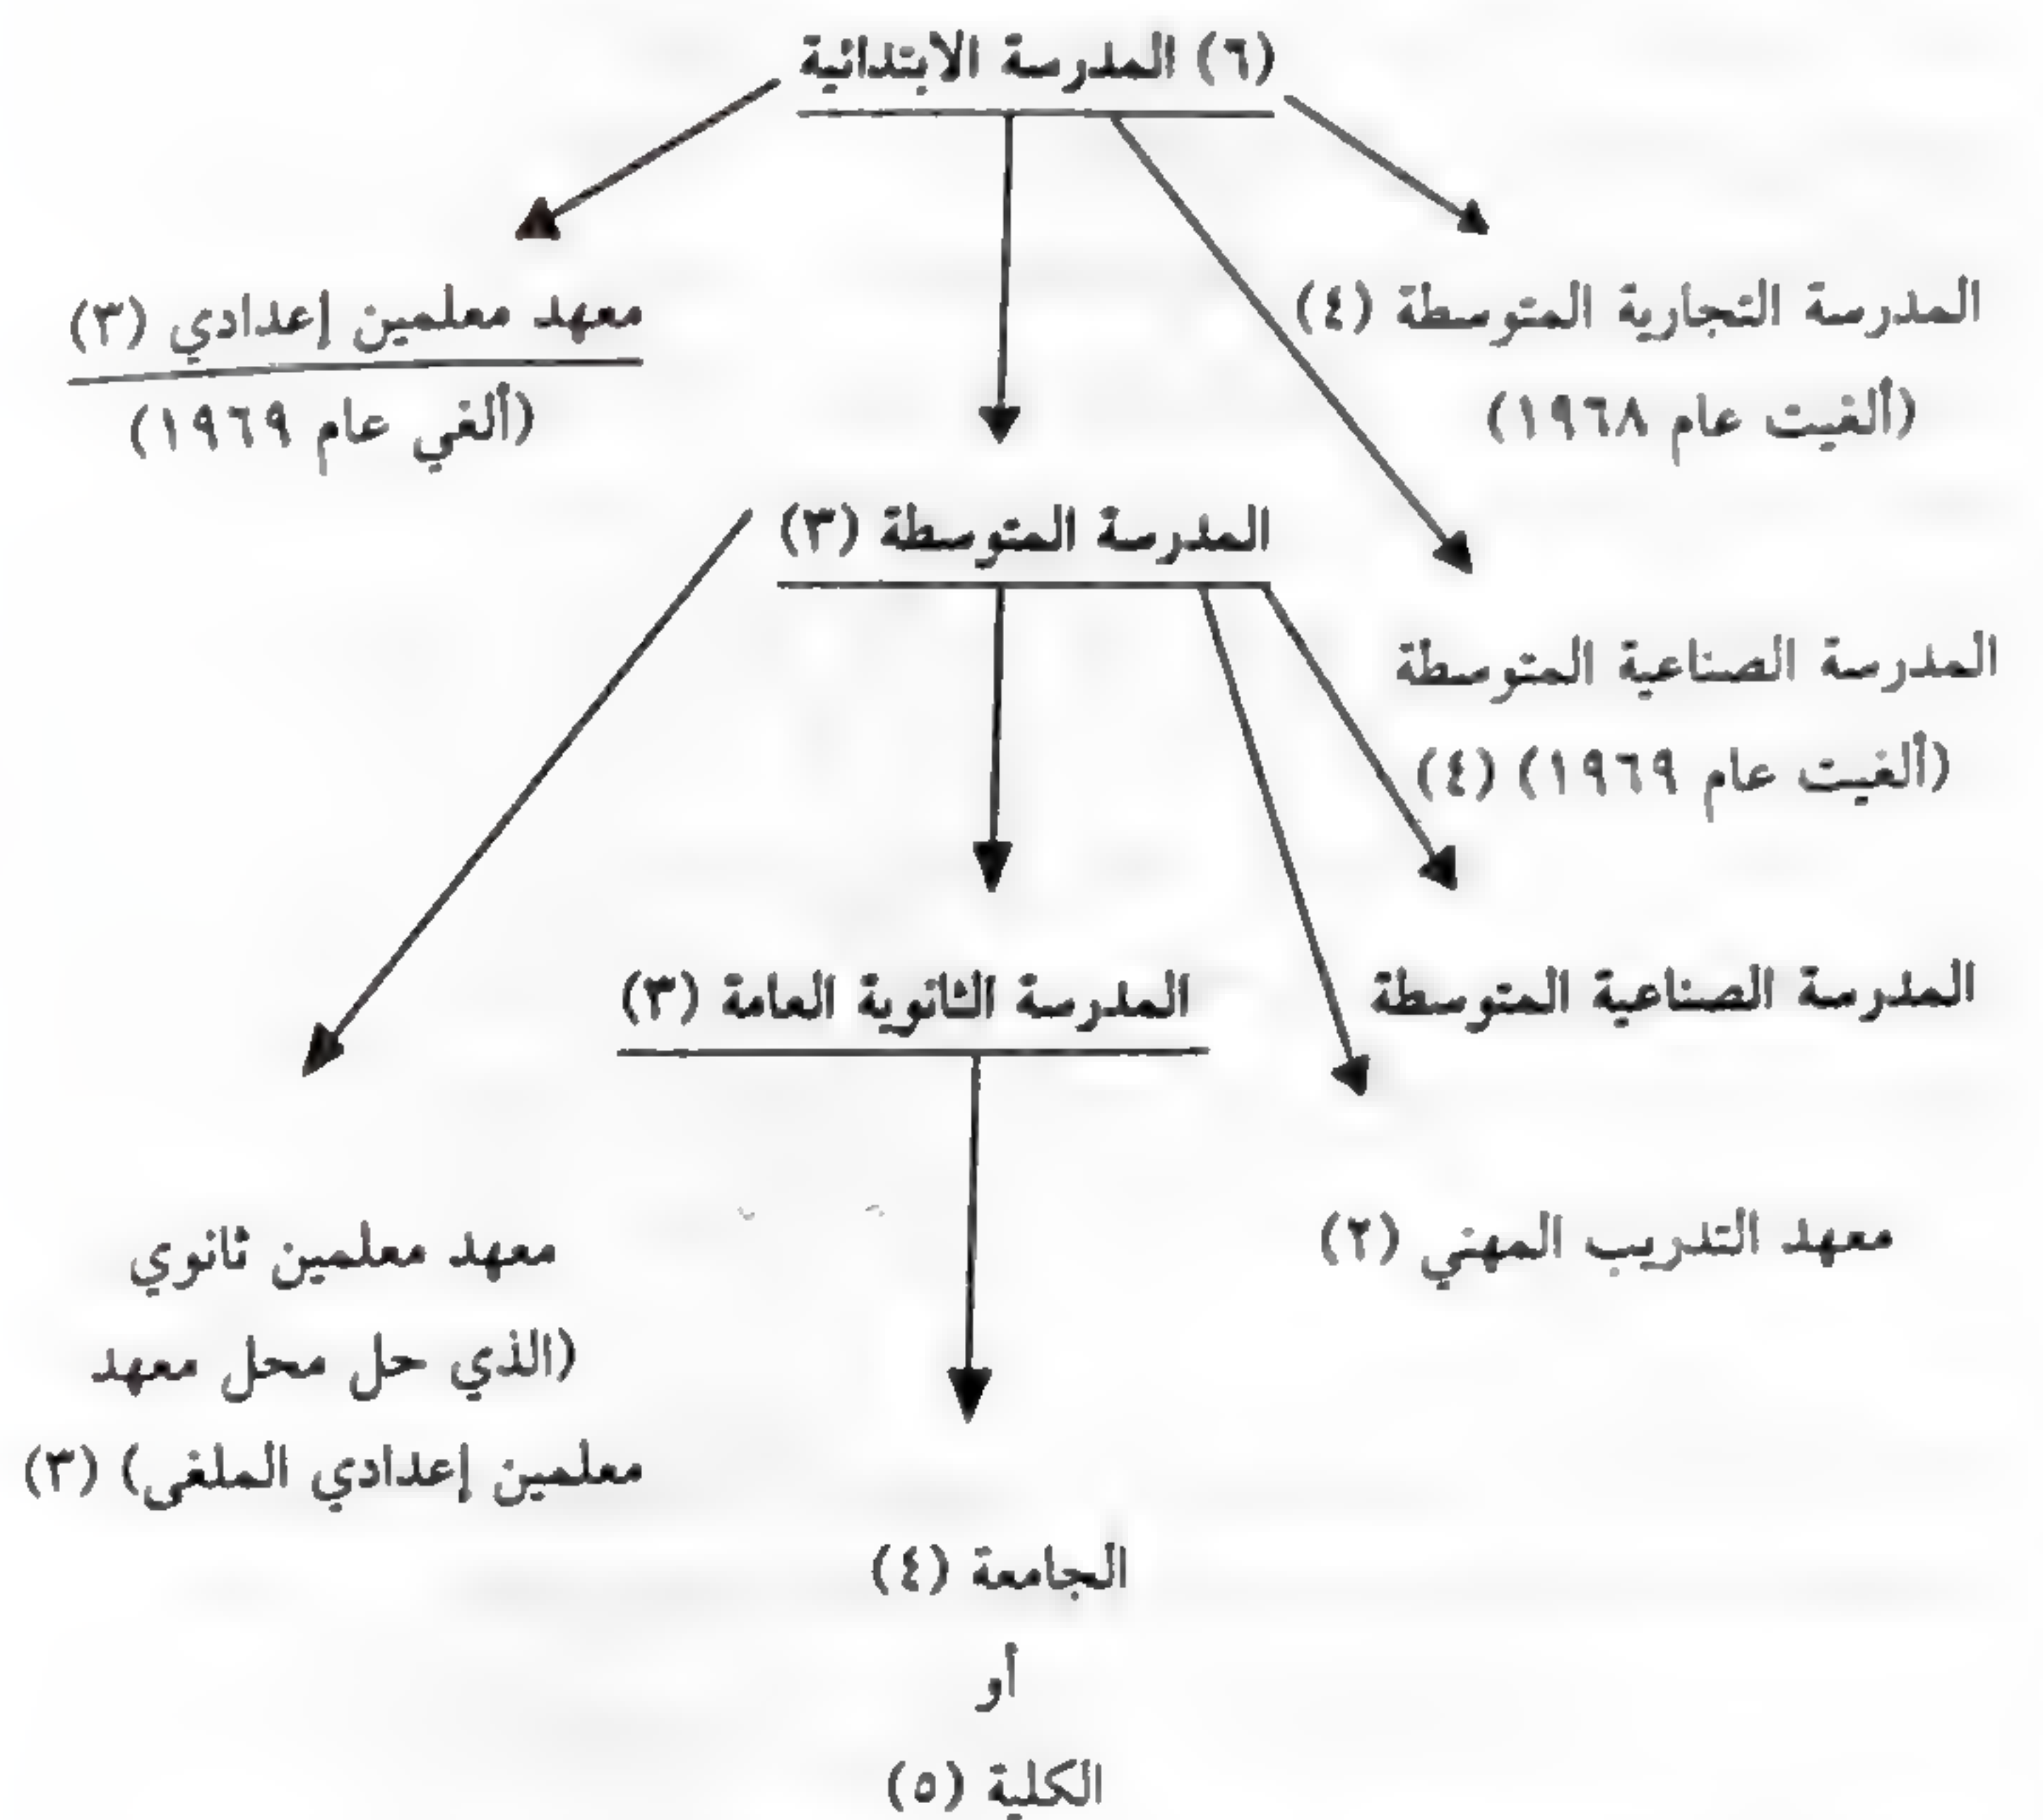 (٦) المدرسة الابتدائية
المدرسة التجارية المتوسطة (٤)
(ألغيت عام ١٩٦٨)
معهد معلمين إعدادي (٣)
(ألغي عام ١٩٦٩)
المدرسة المتوسطة (٣)
المدرسة الصناعية المتوسطة
(ألغيت عام ١٩٦٩) (٤)
المدرسة الصناعية المتوسطة
المدرسة الثانوية العامة (٣)
معهد التدريب المهني (٢)
معهد معلمين ثانوي
(الذي حل محل معهد
معلمين إعدادي الملغى) (٣)
الجامعة (٤)
أو
الكلية (٥)